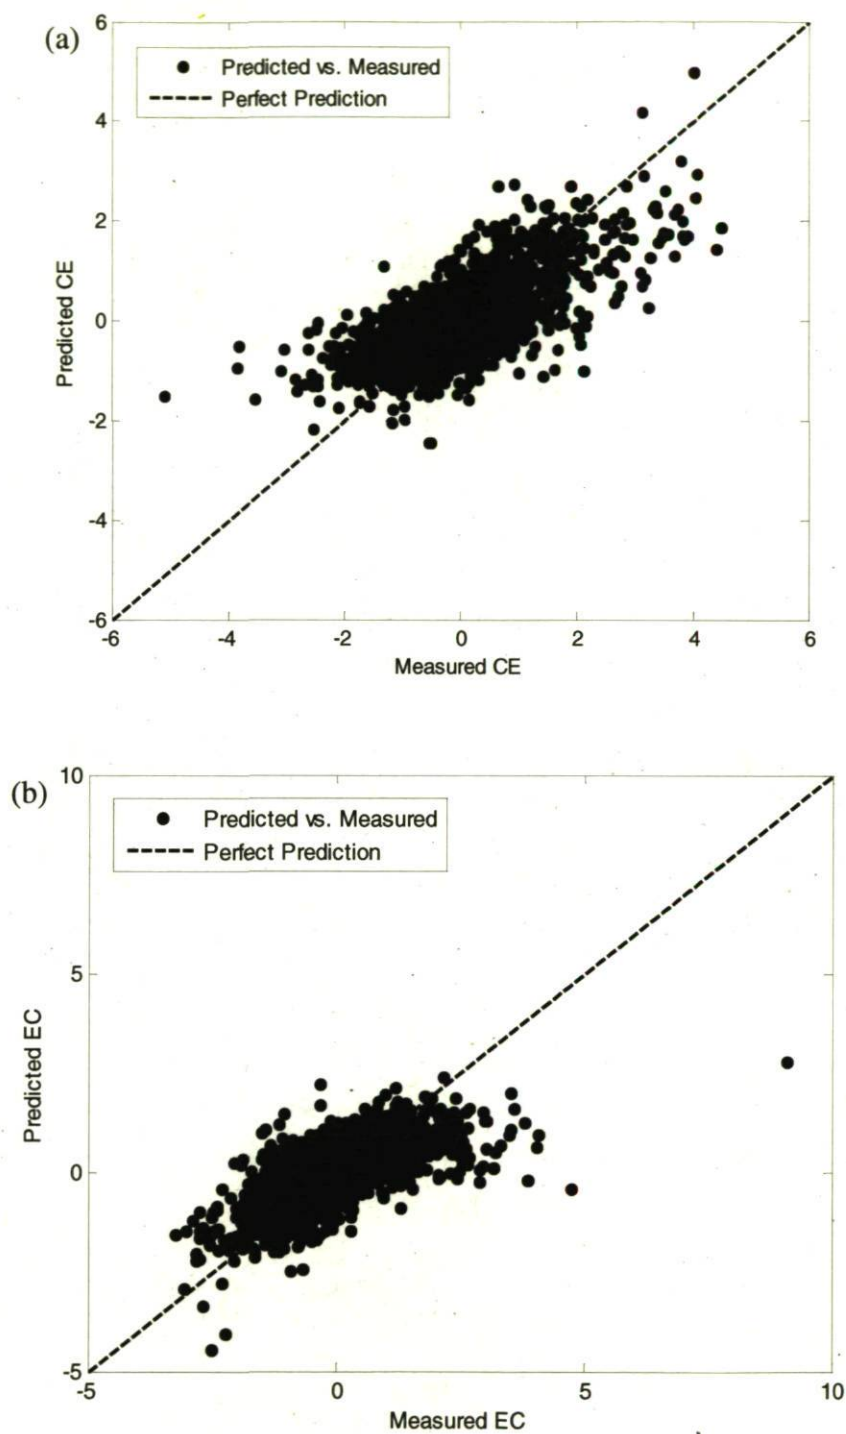 (a)
6
4
2
0
-2
-4
-6
Predicted vs. Measured
Perfect Prediction
Predicted CE
-6 -4 -2 0 2 4 6
Measured CE
(b)
10
5
0
-5
Predicted vs. Measured
Perfect Prediction
Predicted EC
-5 0 5 10
Measured EC